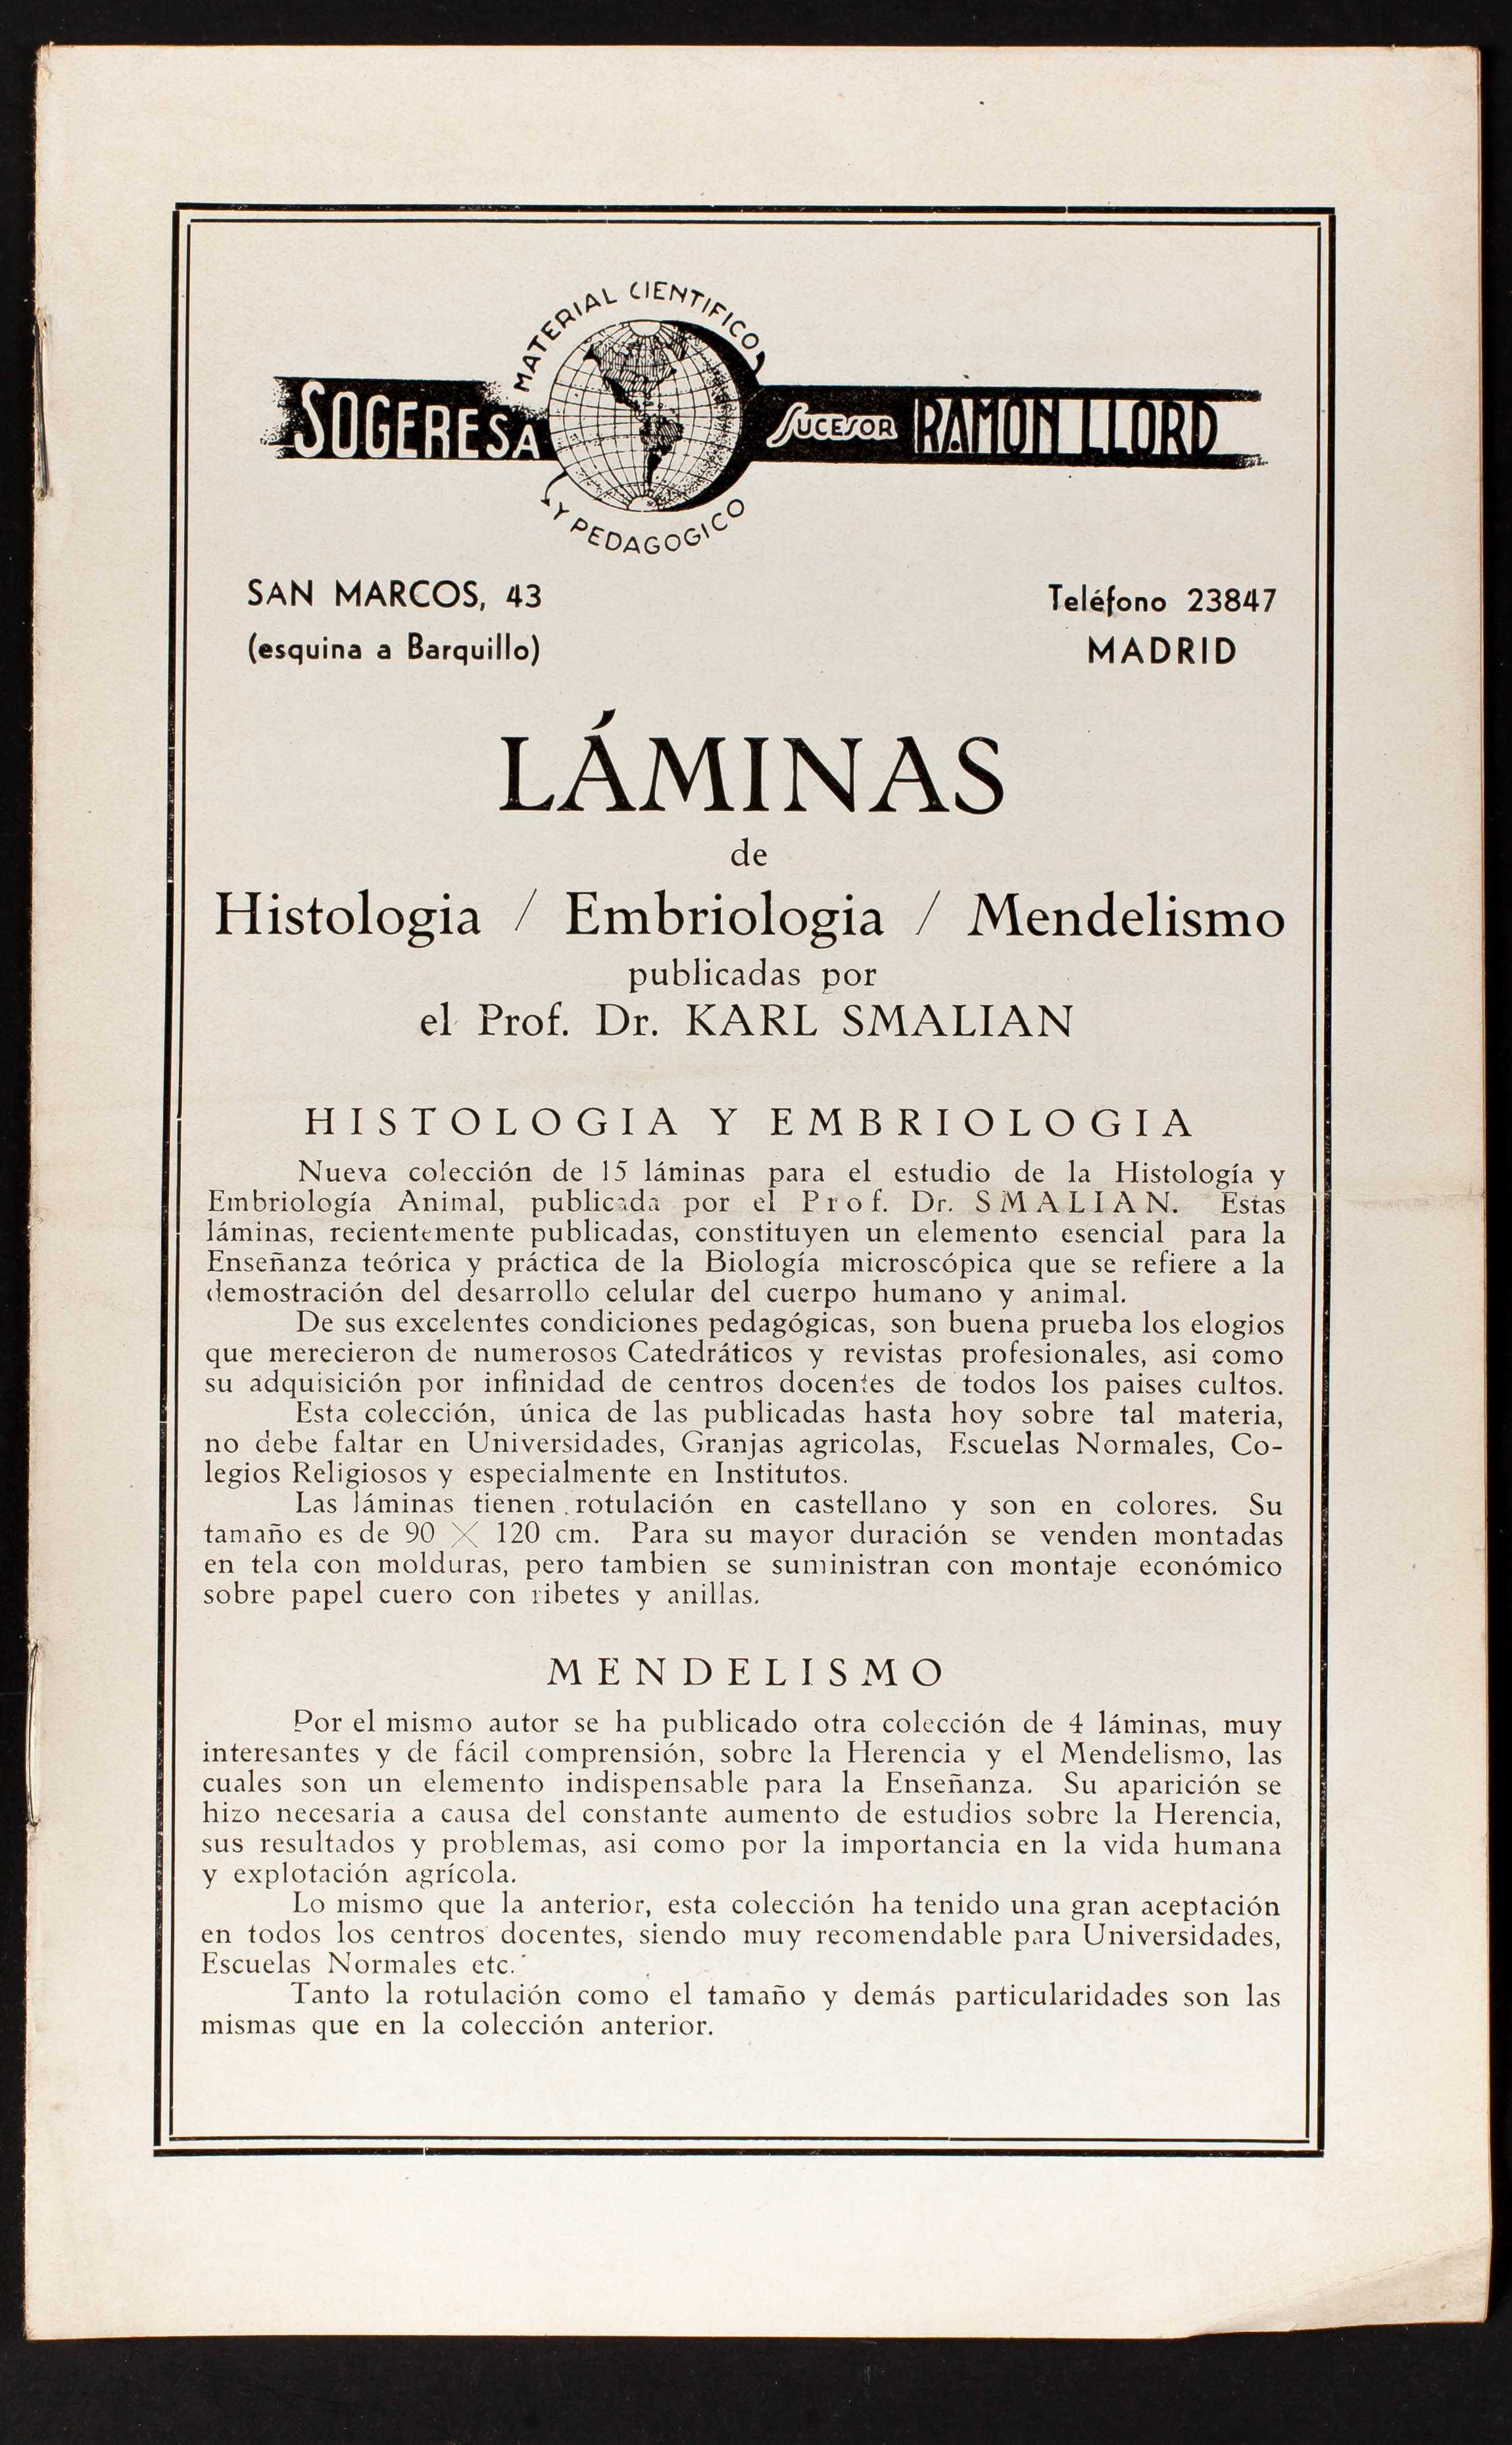 MATERIAL CIENTIFICO
SOGERESA SUCESOR RAMON LLORD
Y PEDAGOGICO
SAN MARCOS, 43
(esquina a Barquillo)
Teléfono 23847
MADRID
LÁMINAS
de
Histologia / Embriologia / Mendelismo
publicadas por
el Prof. Dr. KARL SMALIAN
HISTOLOGIA Y EMBRIOLOGIA
Nueva colección de 15 láminas para el estudio de la Histología y
Embriología Animal, publicada por el Prof. Dr. SMALIAN. Estas
láminas, recientemente publicadas, constituyen un elemento esencial para la
Enseñanza teórica y práctica de la Biología microscópica que se refiere a la
demostración del desarrollo celular del cuerpo humano y animal.
De sus excelentes condiciones pedagógicas, son buena prueba los elogios
que merecieron de numerosos Catedráticos y revistas profesionales, asi como
su adquisición por infinidad de centros docentes de todos los paises cultos.
Esta colección, única de las publicadas hasta hoy sobre tal materia,
no debe faltar en Universidades, Granjas agricolas, Escuelas Normales, Co-
legios Religiosos y especialmente en Institutos.
Las láminas tienen rotulación en castellano y son en colores. Su
tamaño es de 90 × 120 cm. Para su mayor duración se venden montadas
en tela con molduras, pero tambien se suministran con montaje económico
sobre papel cuero con ribetes y anillas.
MENDELISMO
Por el mismo autor se ha publicado otra colección de 4 láminas, muy
interesantes y de fácil comprensión, sobre la Herencia y el Mendelismo, las
cuales son un elemento indispensable para la Enseñanza. Su aparición se
hizo necesaria a causa del constante aumento de estudios sobre la Herencia,
sus resultados y problemas, asi como por la importancia en la vida humana
y explotación agrícola.
Lo mismo que la anterior, esta colección ha tenido una gran aceptación
en todos los centros docentes, siendo muy recomendable para Universidades,
Escuelas Normales etc.
Tanto la rotulación como el tamaño y demás particularidades son las
mismas que en la colección anterior.